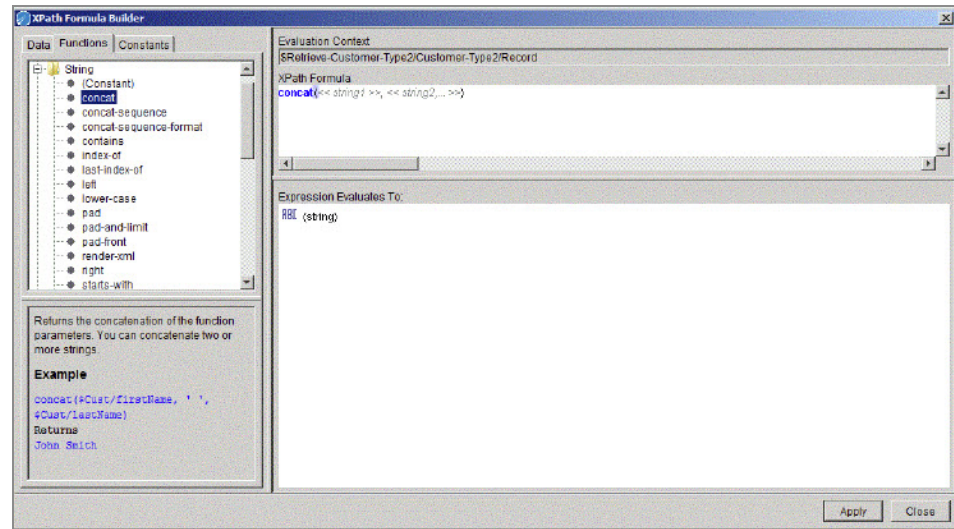 XPath Formula Builder
Data Functions Constants
String
(Constant)
concat
concat-sequence
concat-sequence-format
contains
index-of
last-index-of
left
lower-case
pad
pad-and-limit
pad-front
render-xml
right
starts-with
Returns the concatenation of the function
parameters. You can concatenate two or
more strings.
Example
concat($Cust/firstName, ' ',
$Cust/lastName)
Returns
John Smith
Evaluation Context
$Retrieve-Customer-Type2/Customer-Type2/Record
XPath Formula
concat(<< string1 >>, << string2,... >>)
Expression Evaluates To:
ABC (string)
Apply Close